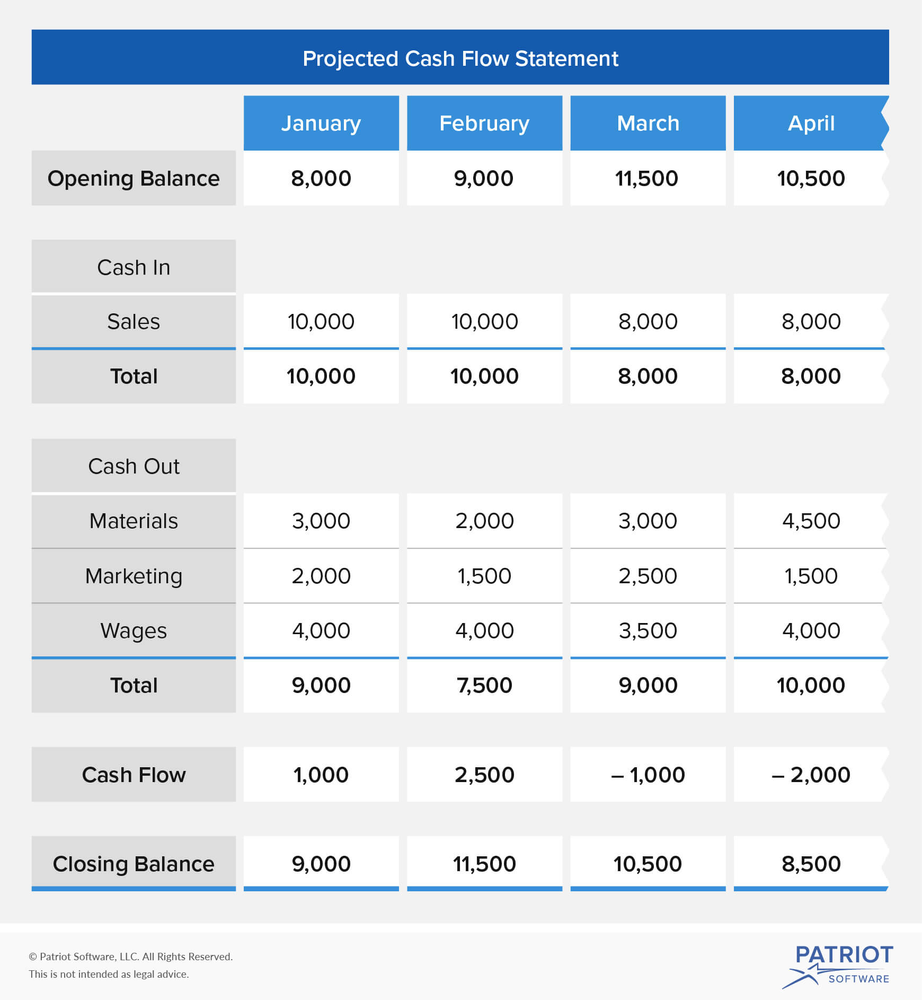 Projected Cash Flow Statement
January February March April
Opening Balance 8,000 9,000 11,500 10,500
Cash In
Sales 10,000 10,000 8,000 8,000
Total 10,000 10,000 8,000 8,000
Cash Out
Materials 3,000 2,000 3,000 4,500
Marketing 2,000 1,500 2,500 1,500
Wages 4,000 4,000 3,500 4,000
Total 9,000 7,500 9,000 10,000
Cash Flow 1,000 2,500 – 1,000 – 2,000
Closing Balance 9,000 11,500 10,500 8,500
© Patriot Software, LLC. All Rights Reserved.
This is not intended as legal advice.
PATRIOT
SOFTWARE